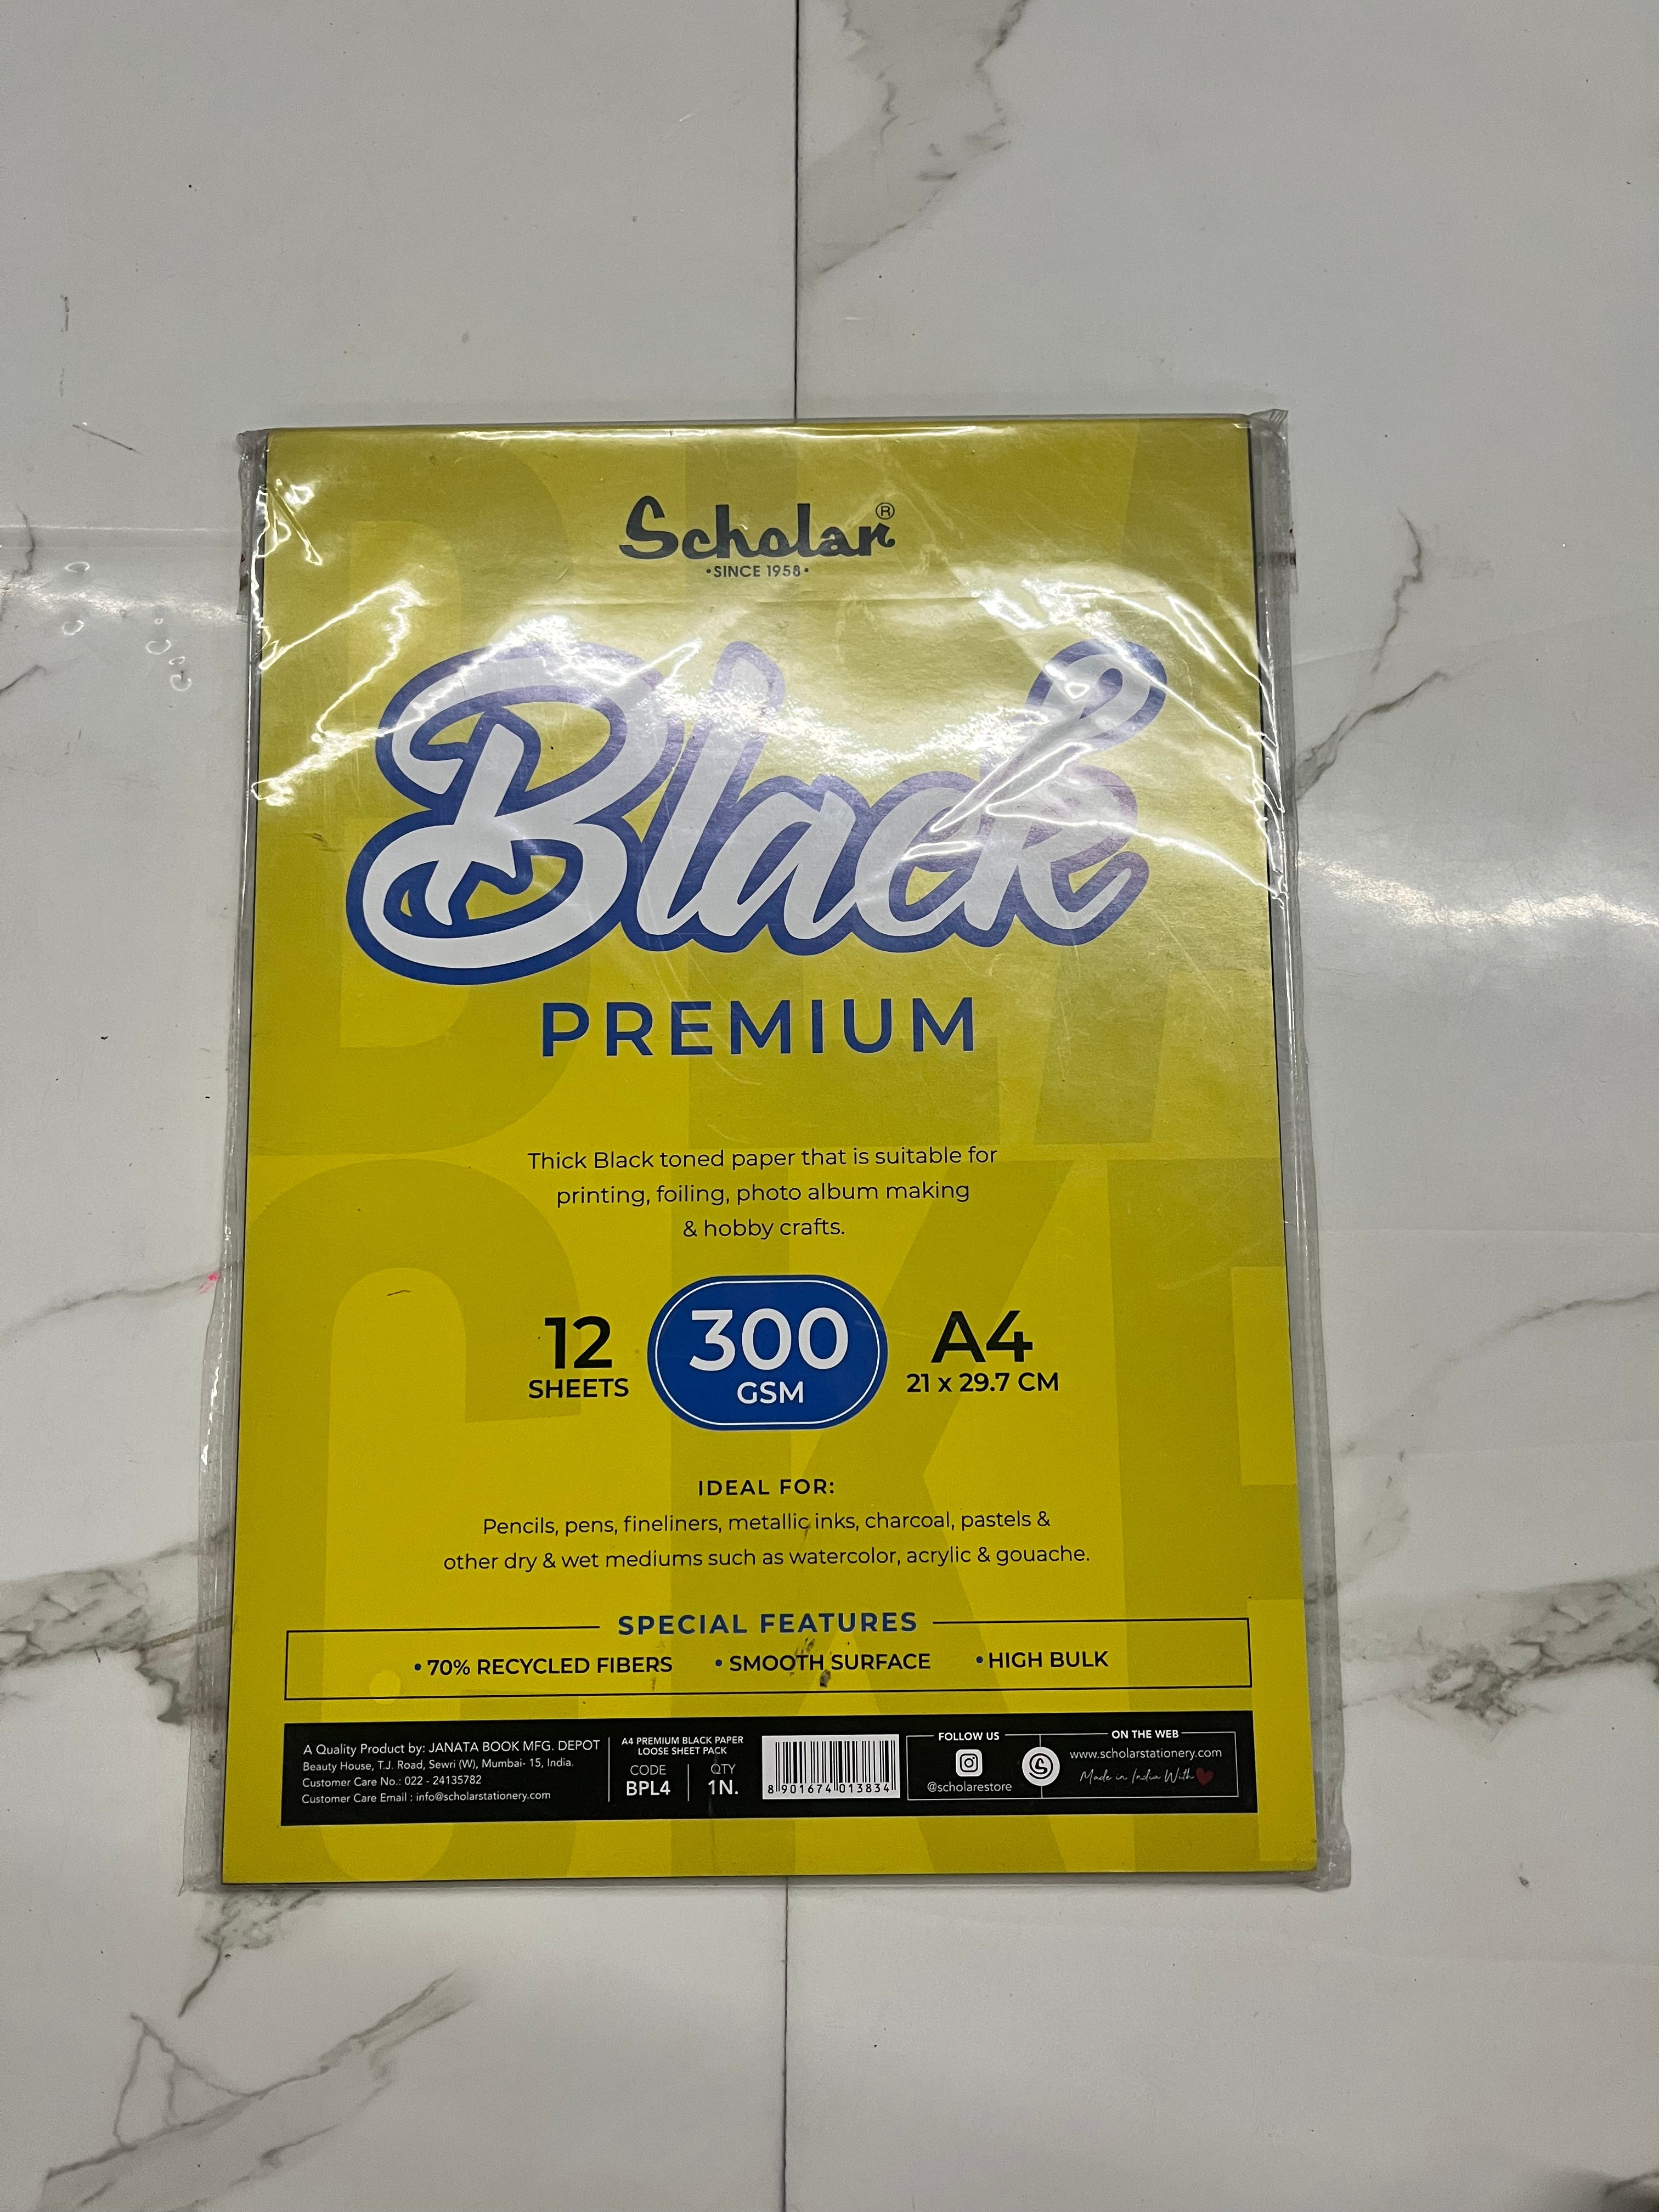 Scholar®
•SINCE 1958•
Black
PREMIUM
Thick Black toned paper that is suitable for
printing, foiling, photo album making
& hobby crafts.
12
SHEETS
300
GSM
A4
21 x 29.7 CM
IDEAL FOR:
Pencils, pens, fineliners, metallic inks, charcoal, pastels &
other dry & wet mediums such as watercolor, acrylic & gouache.
SPECIAL FEATURES
• 70% RECYCLED FIBERS • SMOOTH SURFACE • HIGH BULK
A Quality Product by: JANATA BOOK MFG. DEPOT
Beauty House, T.J. Road, Sewri (W), Mumbai- 15, India.
Customer Care No.: 022 - 24135782
Customer Care Email : info@scholarstationery.com
A4 PREMIUM BLACK PAPER
LOOSE SHEET PACK
CODE
BPL4
QTY
1N.
8 901674 013834
FOLLOW US
@scholarestore
ON THE WEB
www.scholarstationery.com
Made in India With